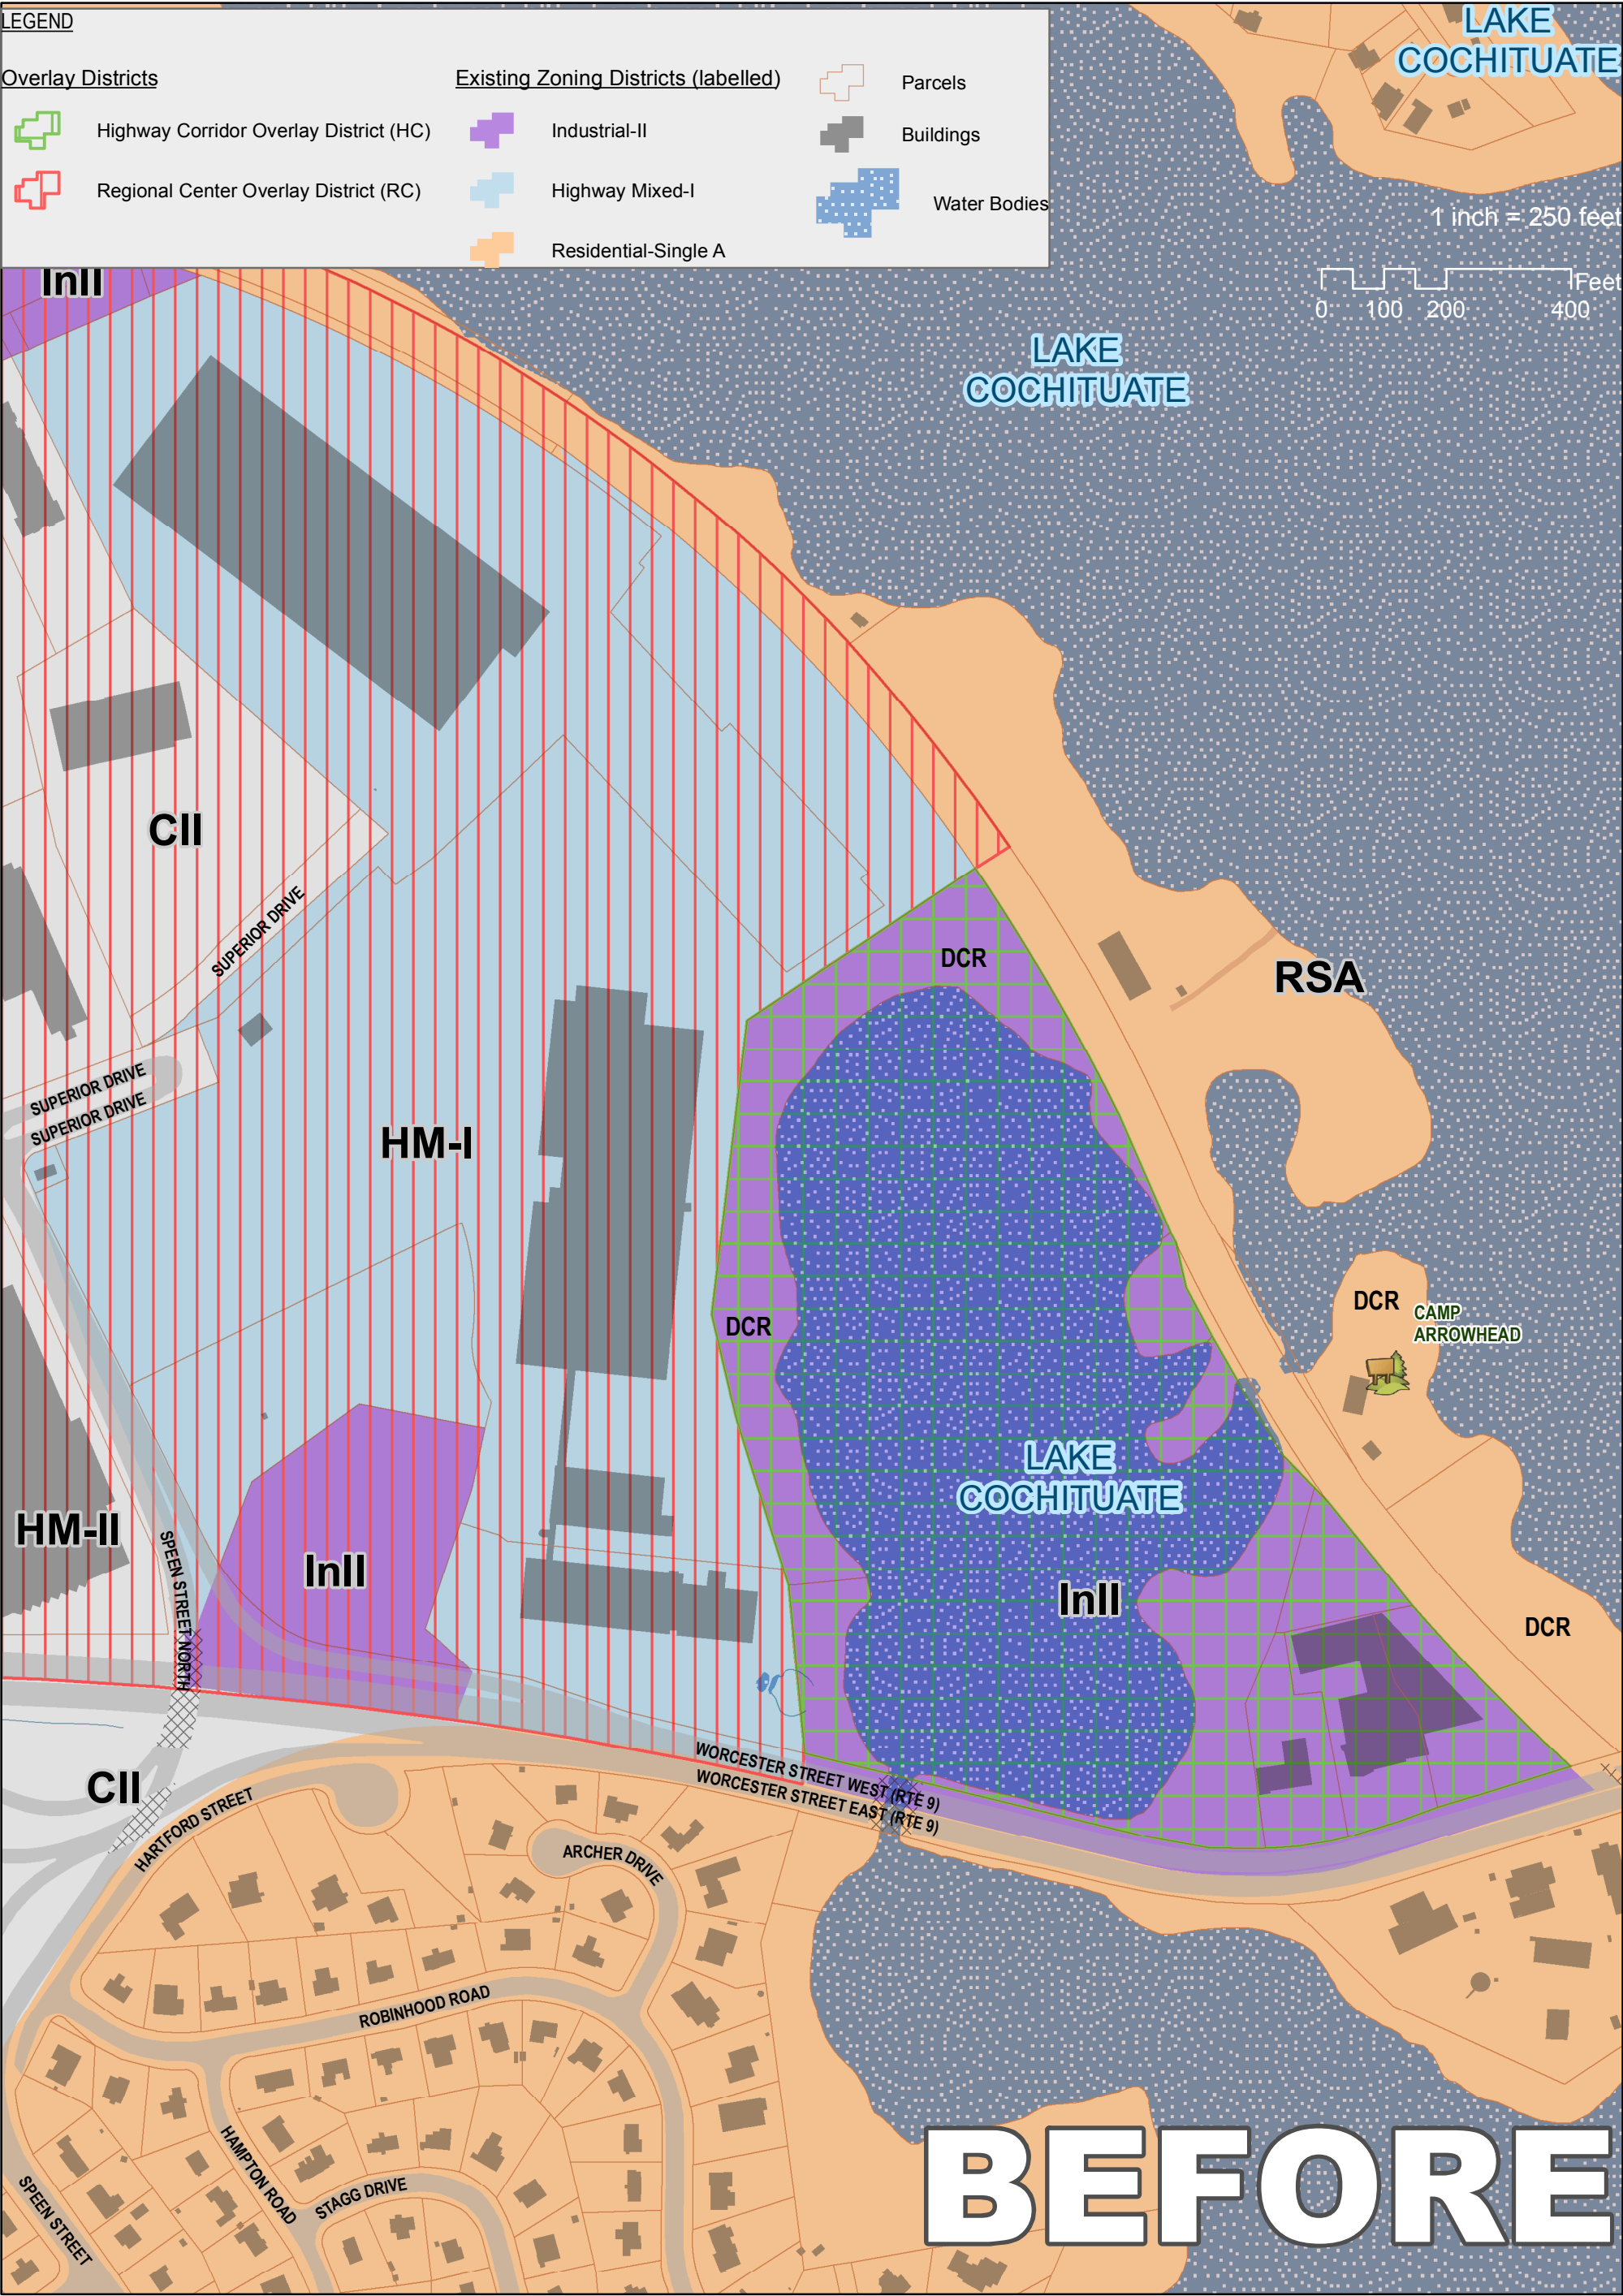 LEGEND
Overlay Districts
Highway Corridor Overlay District (HC)
Regional Center Overlay District (RC)
Existing Zoning Districts (labelled)
Industrial-II
Highway Mixed-I
Residential-Single A
Parcels
Buildings
Water Bodies
LAKE
COCHITUATE
1 inch = 250 feet
Feet
0 100 200 400
InII
LAKE
COCHITUATE
CII
SUPERIOR DRIVE
DCR
RSA
SUPERIOR DRIVE
SUPERIOR DRIVE
HM-I
DCR
DCR
CAMP
ARROWHEAD
LAKE
COCHITUATE
HM-II
SPEEN STREET NORTH
InII
InII
DCR
WORCESTER STREET WEST (RTE 9)
WORCESTER STREET EAST (RTE 9)
CII
HARTFORD STREET
ARCHER DRIVE
ROBINHOOD ROAD
HAMPTON ROAD
STAGG DRIVE
SPEEN STREET
BEFORE